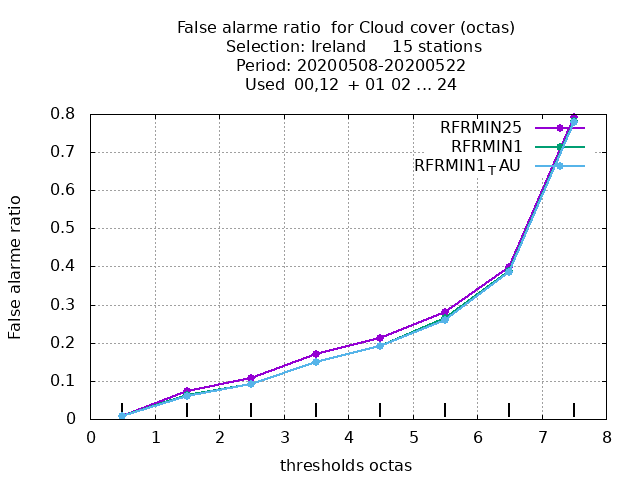 False alarme ratio  for Cloud cover (octas)
Selection: Ireland     15 stations
Period: 20200508-20200522
Used  00,12  + 01 02 ... 24
RFRMIN25
RFRMIN1
RFRMIN1TAU
False alarme ratio
0.8
0.7
0.6
0.5
0.4
0.3
0.2
0.1
0
0 1 2 3 4 5 6 7 8
thresholds octas